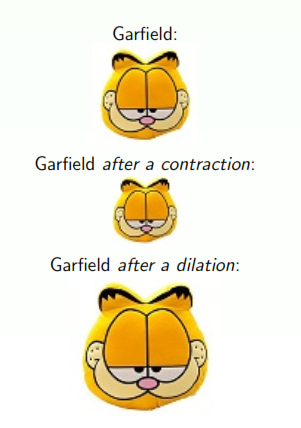 Garfield:
Garfield after a contraction:
Garfield after a dilation: